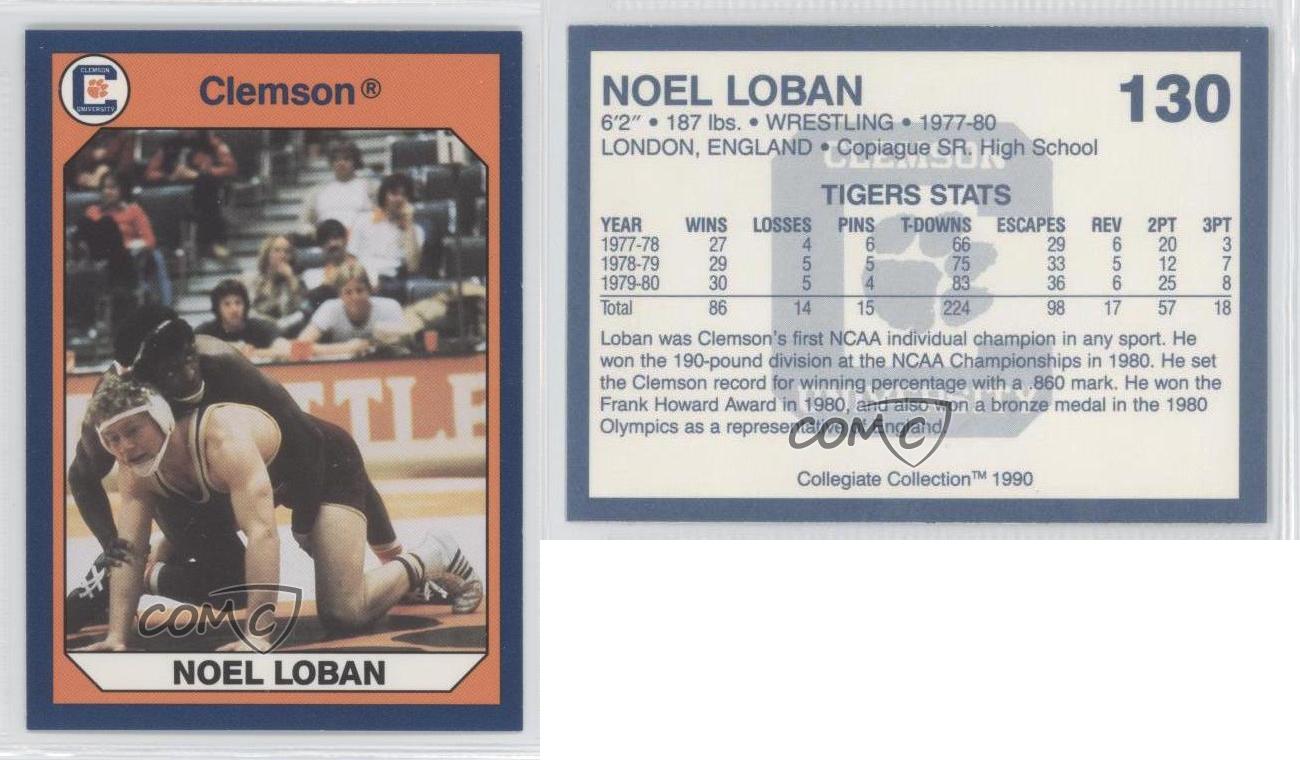 CLEMSON
UNIVERSITY
Clemson®
TTLE
COMC
NOEL LOBAN
NOEL LOBAN
130
6'2" • 187 lbs. • WRESTLING • 1977-80
LONDON, ENGLAND • Copiague SR. High School
CLEMSON
TIGERS STATS
YEAR WINS LOSSES PINS T-DOWNS ESCAPES REV 2PT 3PT
1977-78 27 4 6 66 29 6 20 3
1978-79 29 5 5 75 33 5 12 7
1979-80 30 5 4 83 36 6 25 8
Total 86 14 15 224 98 17 57 18
Loban was Clemson's first NCAA individual champion in any sport. He
won the 190-pound division at the NCAA Championships in 1980. He set
the Clemson record for winning percentage with a .860 mark. He won the
Frank Howard Award in 1980, and also won a bronze medal in the 1980
Olympics as a representative of England.
UNIVERSITY
COMC
Collegiate Collection™ 1990